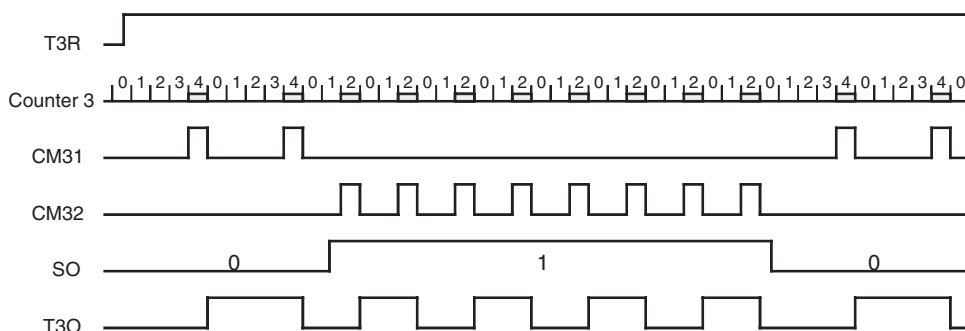 T3R
Counter 3 0 1 2 3 4 0 1 2 3 4 0 1 2 0 1 2 0 1 2 0 1 2 0 1 2 0 1 2 0 1 2 0 1 2 0 1 2 3 4 0 1 2 3 4 0
CM31
CM32
SO 0 1 0
T3O